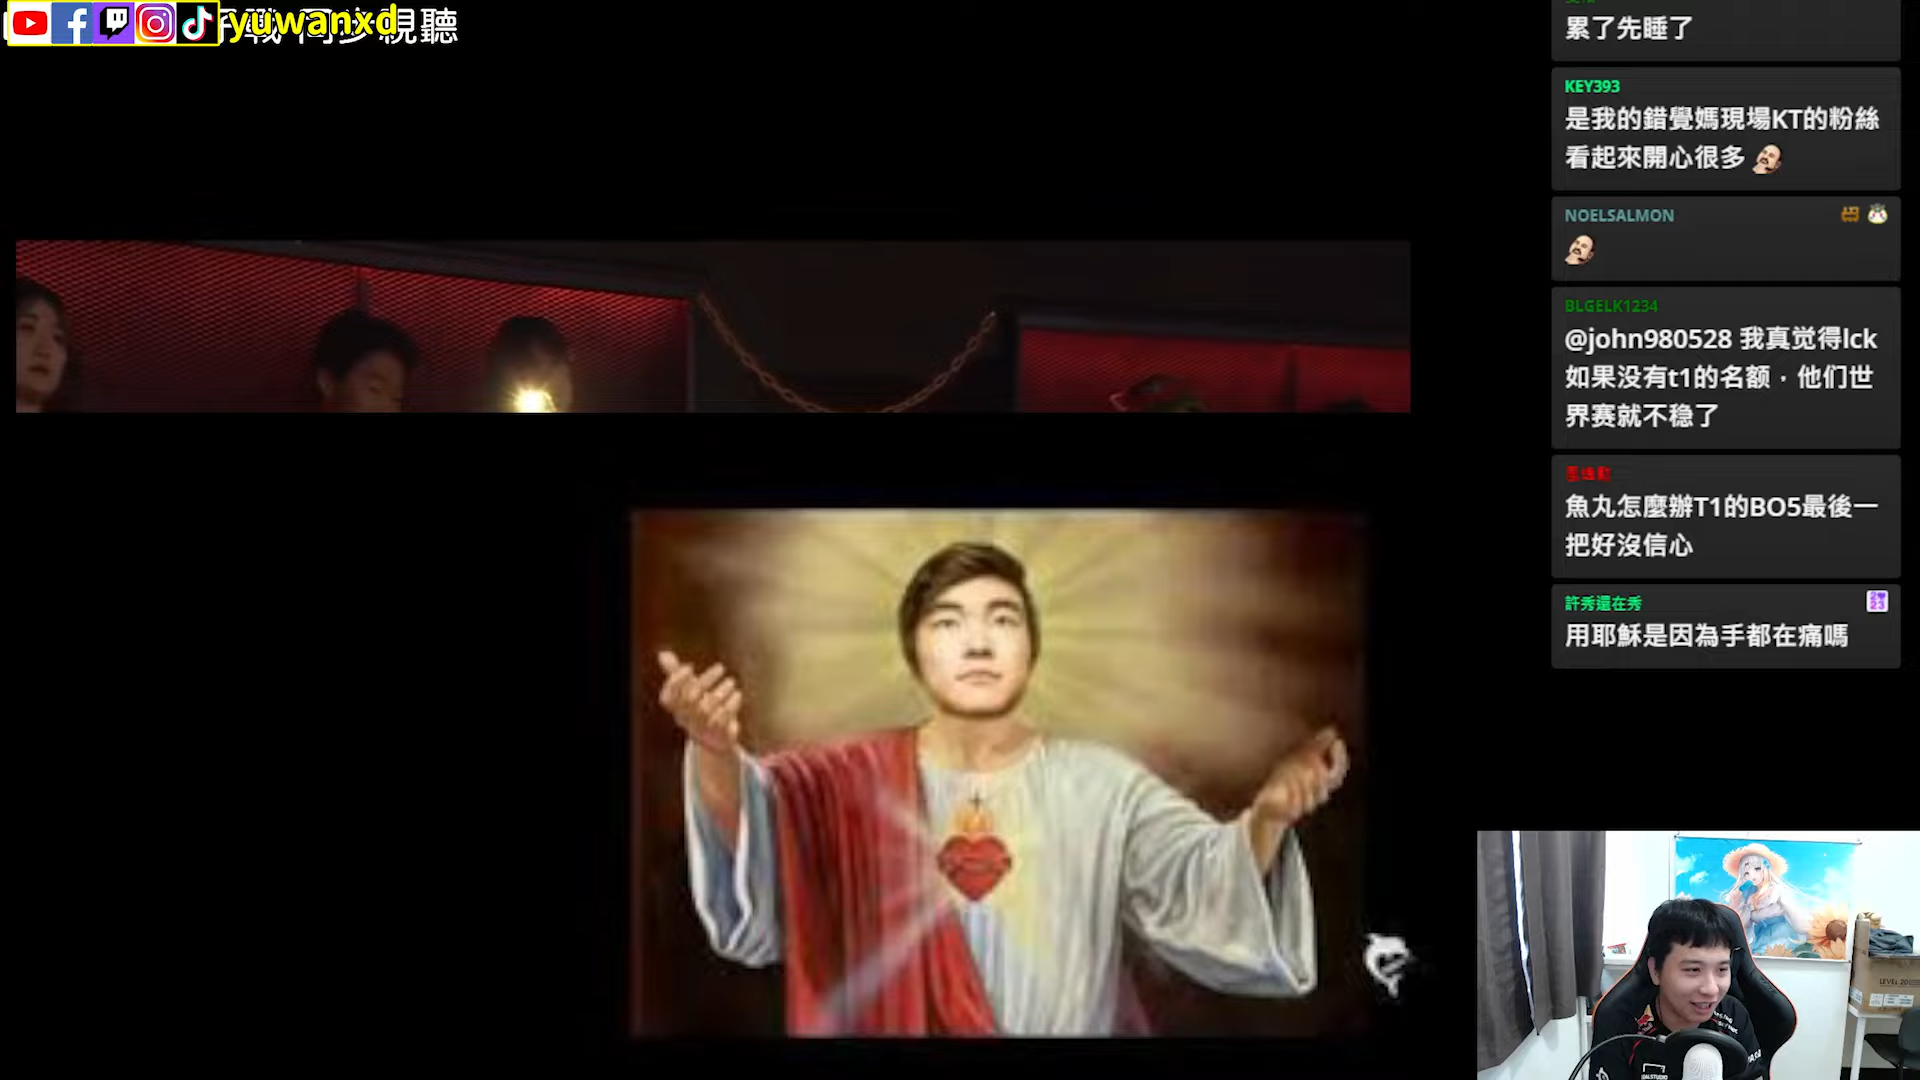 yuwanxd
視聽
累了先睡了
KEY393
是我的錯覺媽現場KT的粉絲
看起來開心很多
NOELSALMON
BLGELK1234
@john980528 我真觉得lck
如果没有t1的名额，他们世
界赛就不稳了
魚丸怎麼辦T1的BO5最後一
把好沒信心
許秀還在秀
用耶穌是因為手都在痛嗎